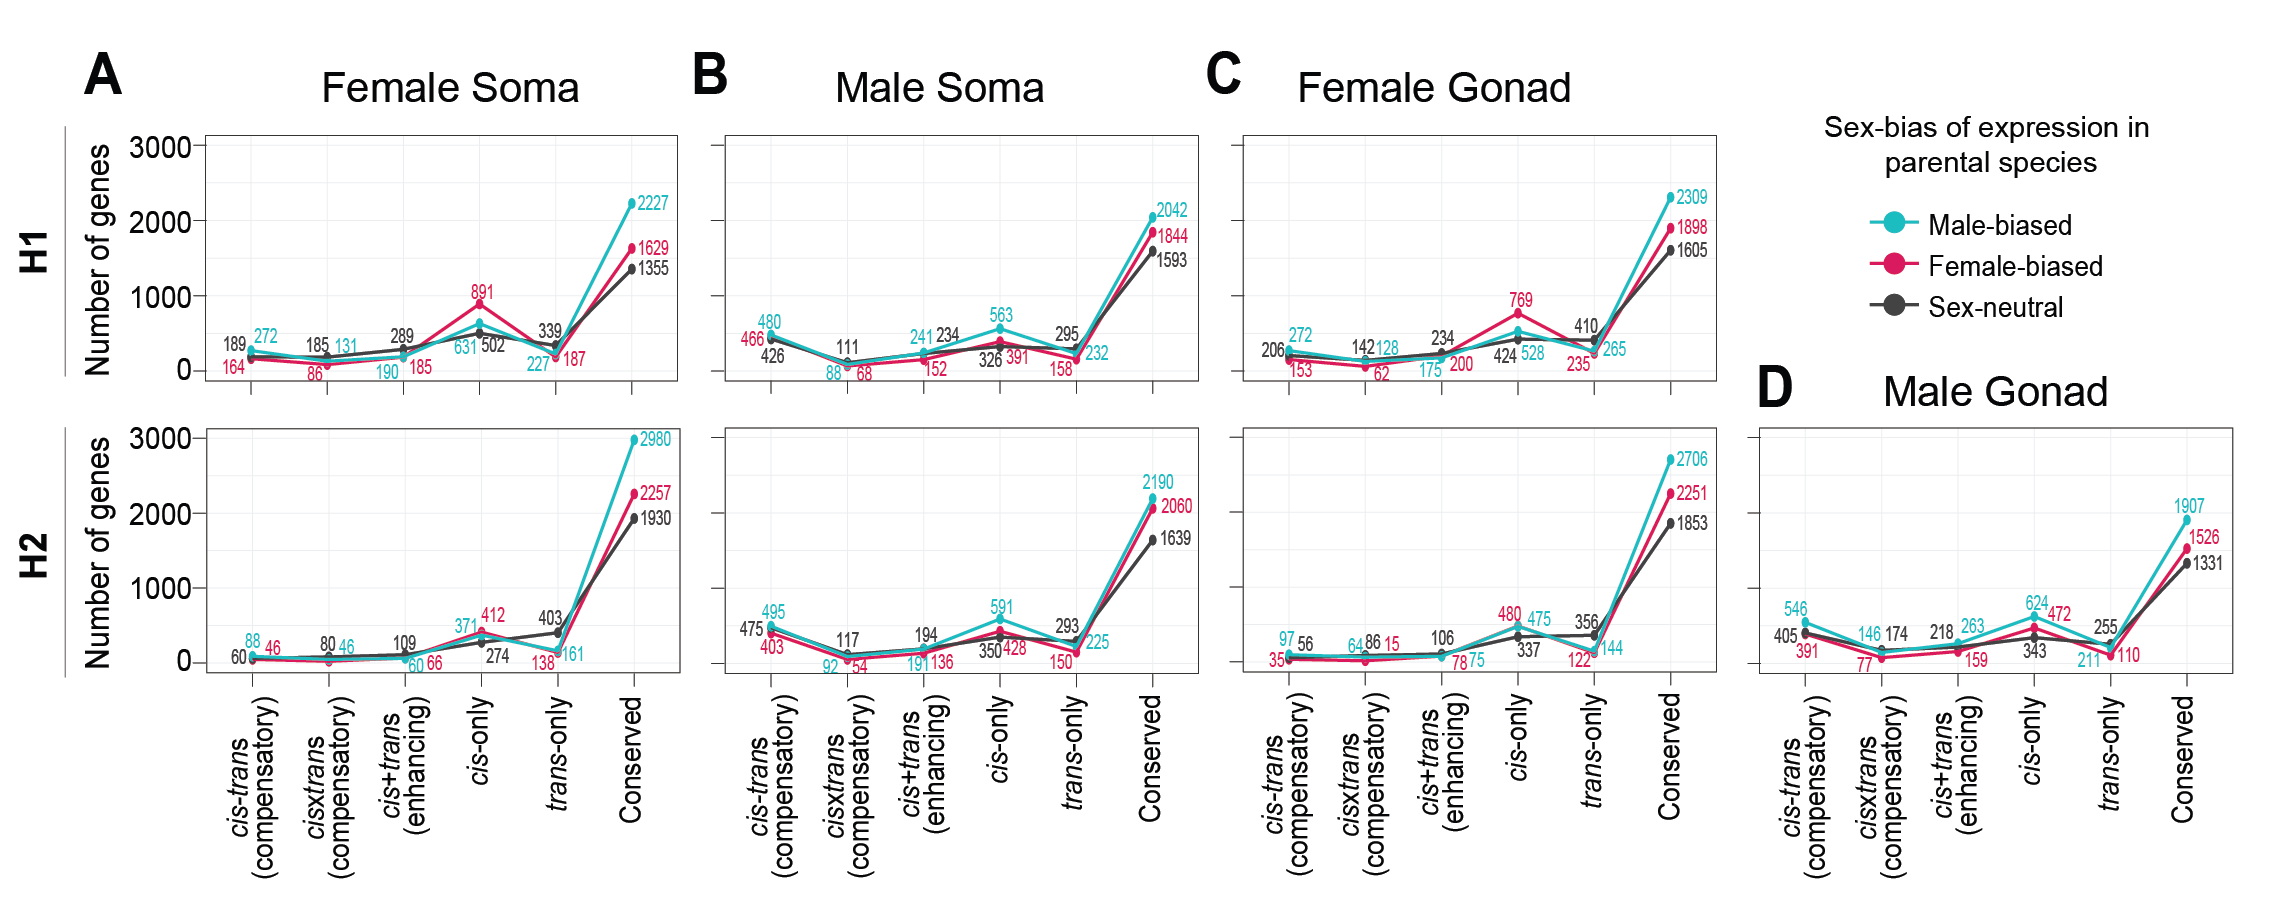 A Female Soma
B Male Soma
C Female Gonad
Sex-bias of expression in
parental species
Male-biased
Female-biased
Sex-neutral
H1
Number of genes
3000
2000
1000
0
189 272 164
185 131 86
289 190 185
891 631 502
339 227 187
2227 1629 1355
480 466 426
111 88 68
241 234 152
563 326 391
295 232 158
2042 1844 1593
272 206 153
142 128 62
234 175 200
769 424 528
410 265 235
2309 1898 1605
D Male Gonad
H2
Number of genes
3000
2000
1000
0
88 46 60
80 46
109 60 66
371 412 274
403 138 161
2980 2257 1930
495 475 403
117 92 54
194 191 136
591 350 428
293 225 150
2190 2060 1639
97 56 35
64 86 15
106 78 75
480 475 337
356 144 122
2706 2251 1853
546 405 391
146 174 77
218 263 159
624 472 343
255 211 110
1907 1526 1331
cis-trans
(compensatory)
cisxtrans
(compensatory)
cis+trans
(enhancing)
cis-only
trans-only
Conserved
cis-trans
(compensatory)
cisxtrans
(compensatory)
cis+trans
(enhancing)
cis-only
trans-only
Conserved
cis-trans
(compensatory)
cisxtrans
(compensatory)
cis+trans
(enhancing)
cis-only
trans-only
Conserved
cis-trans
(compensatory)
cisxtrans
(compensatory)
cis+trans
(enhancing)
cis-only
trans-only
Conserved